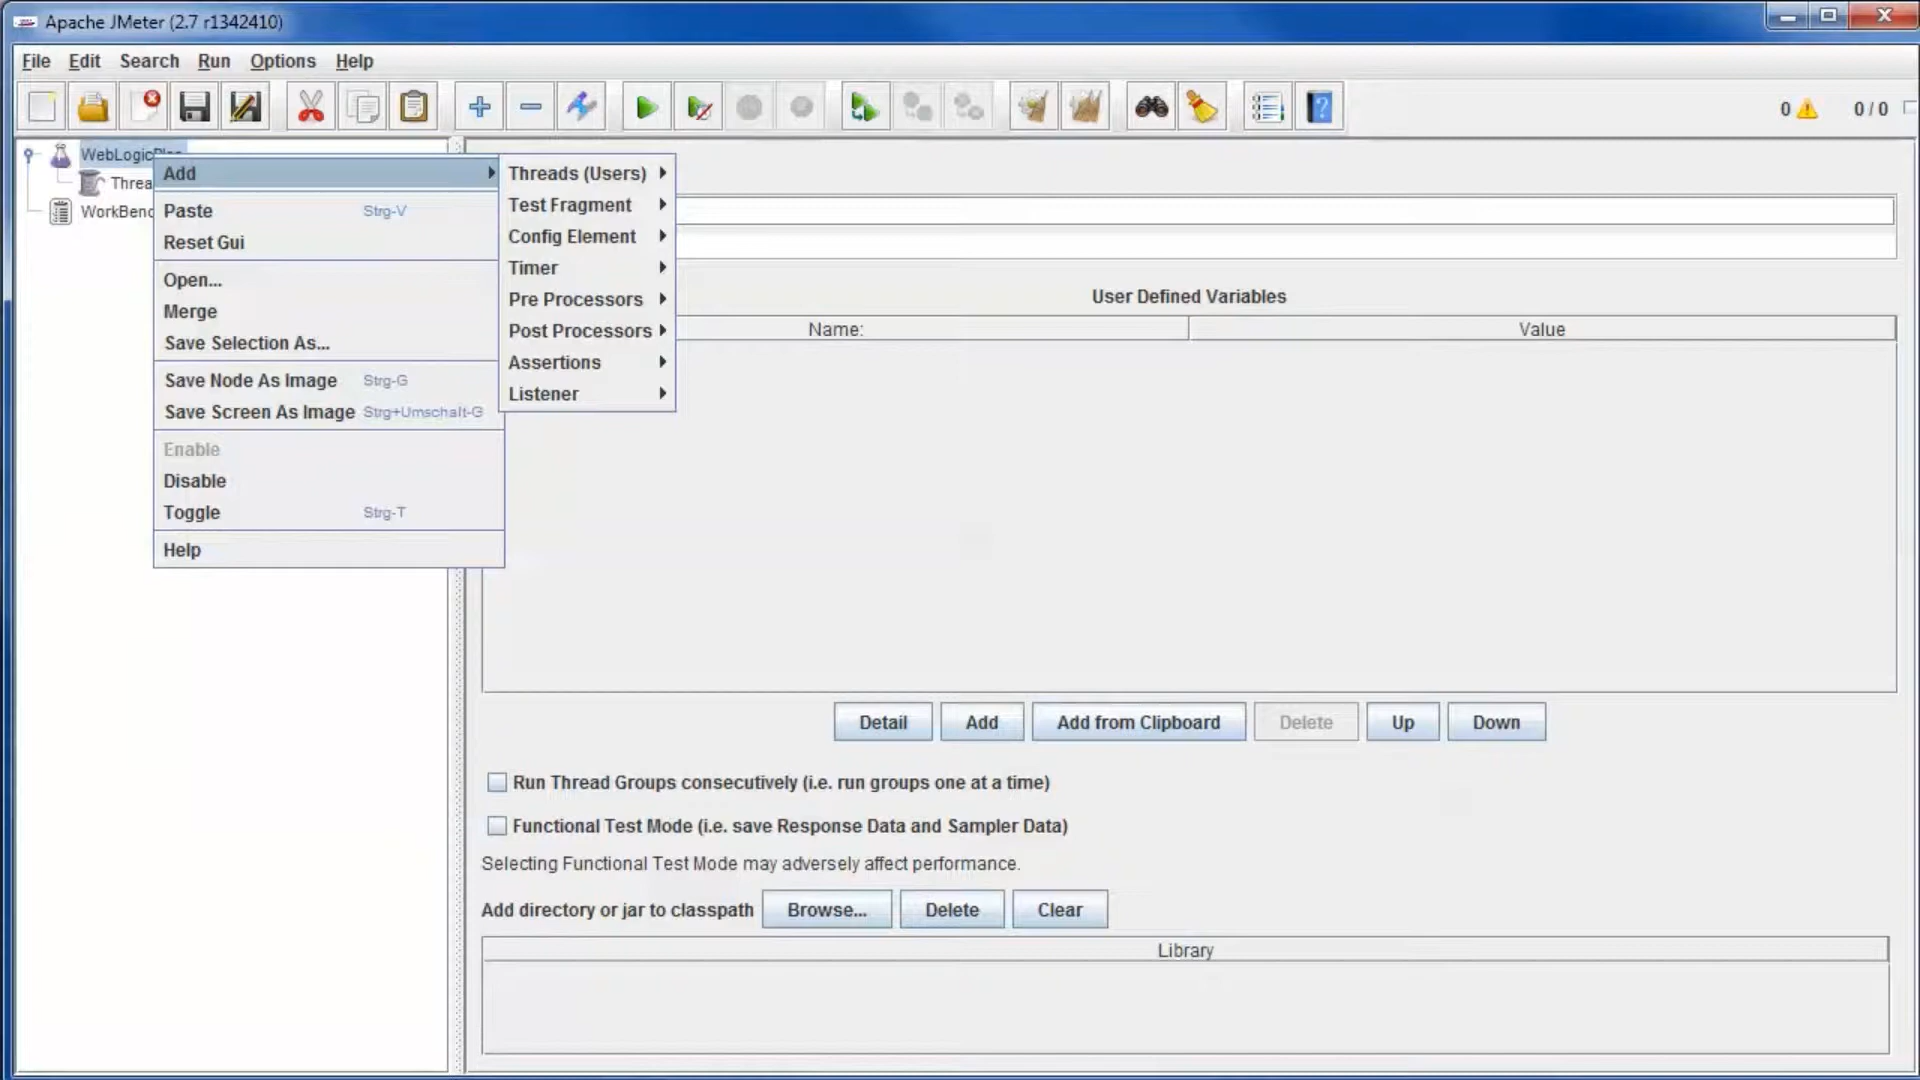 Apache JMeter (2.7 r1342410)
File Edit Search Run Options Help
0 0 / 0
WebLogicPlan
Threa
WorkBenc
Add
Paste Strg-V
Reset Gui
Open...
Merge
Save Selection As...
Save Node As Image Strg-G
Save Screen As Image Strg+Umschalt-G
Enable
Disable
Toggle Strg-T
Help
Threads (Users)
Test Fragment
Config Element
Timer
Pre Processors
Post Processors
Assertions
Listener
User Defined Variables
Name: Value
Detail Add Add from Clipboard Delete Up Down
Run Thread Groups consecutively (i.e. run groups one at a time)
Functional Test Mode (i.e. save Response Data and Sampler Data)
Selecting Functional Test Mode may adversely affect performance.
Add directory or jar to classpath Browse... Delete Clear
Library